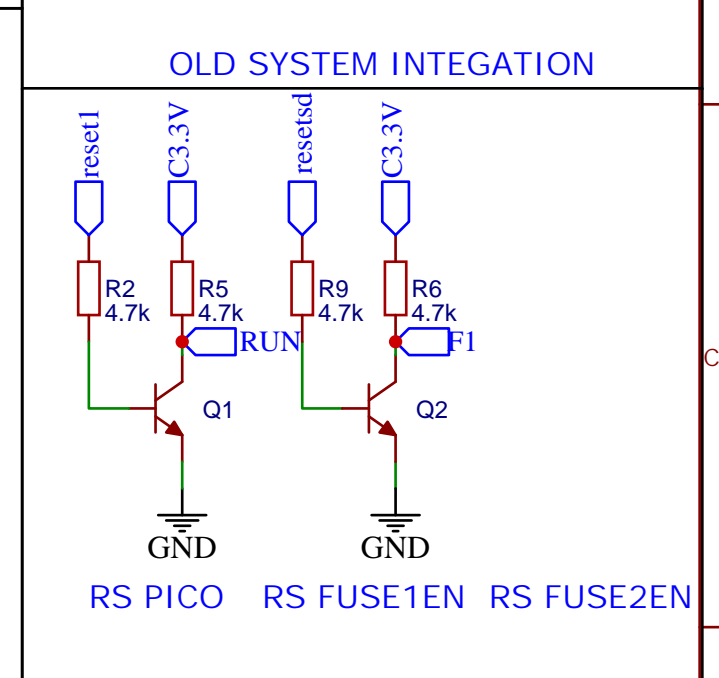 OLD SYSTEM INTEGATION
reset1
C3.3V
resetsd
C3.3V
R2
4.7k
R5
4.7k
R9
4.7k
R6
4.7k
RUN
F1
C
Q1
Q2
GND
GND
RS PICO
RS FUSE1EN
RS FUSE2EN